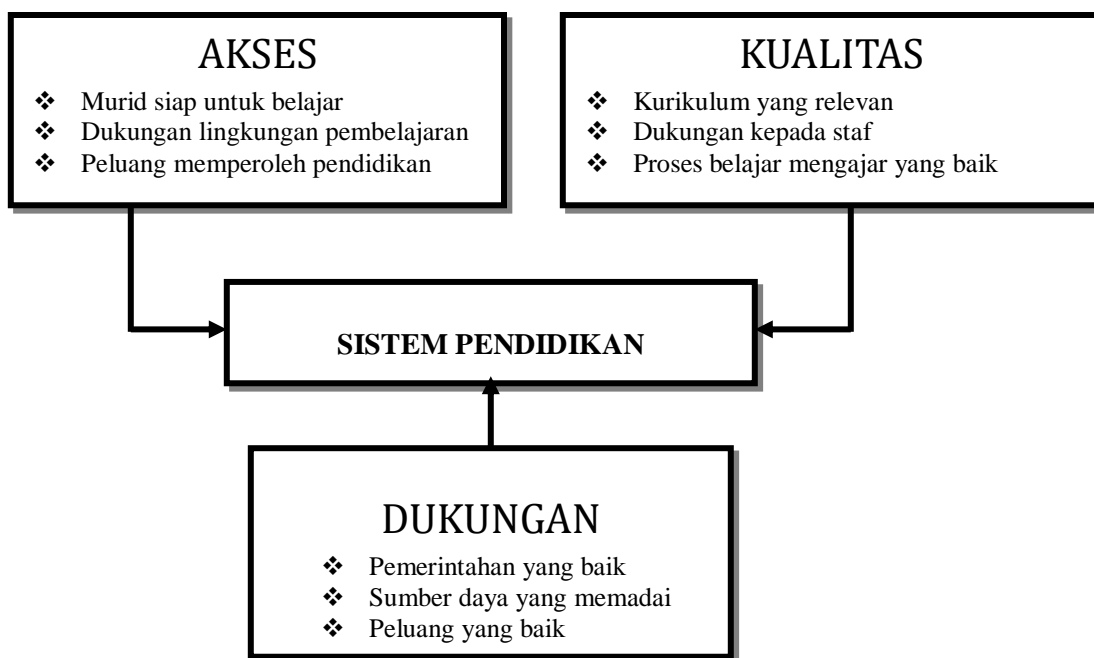 AKSES
❖ Murid siap untuk belajar
❖ Dukungan lingkungan pembelajaran
❖ Peluang memperoleh pendidikan
KUALITAS
❖ Kurikulum yang relevan
❖ Dukungan kepada staf
❖ Proses belajar mengajar yang baik
SISTEM PENDIDIKAN
DUKUNGAN
❖ Pemerintahan yang baik
❖ Sumber daya yang memadai
❖ Peluang yang baik